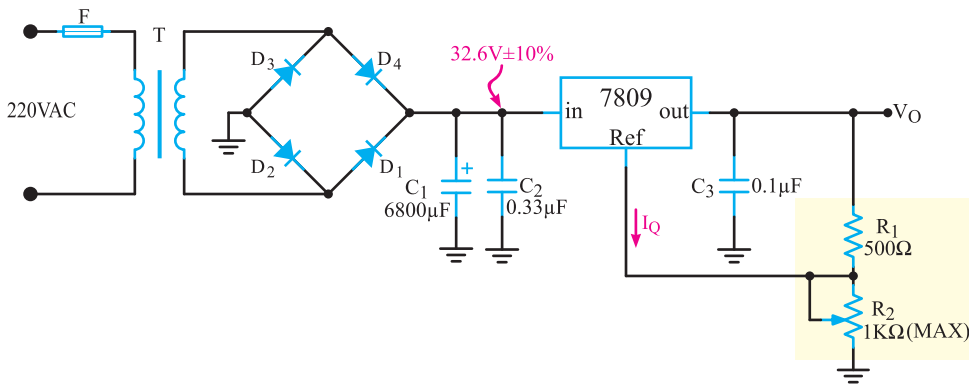 F
T
220VAC
D3
D4
D2
D1
32.6V±10%
C1
6800µF
+
C2
0.33µF
7809
in
out
Ref
IQ
C3
0.1µF
VO
R1
500Ω
R2
1KΩ(MAX)